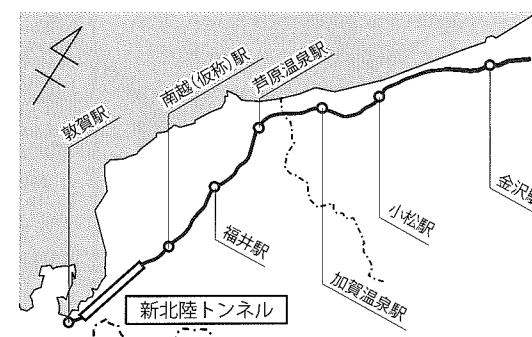 敦賀駅
南越(仮称)駅
芦原温泉駅
福井駅
加賀温泉駅
小松駅
金沢駅
新北陸トンネル